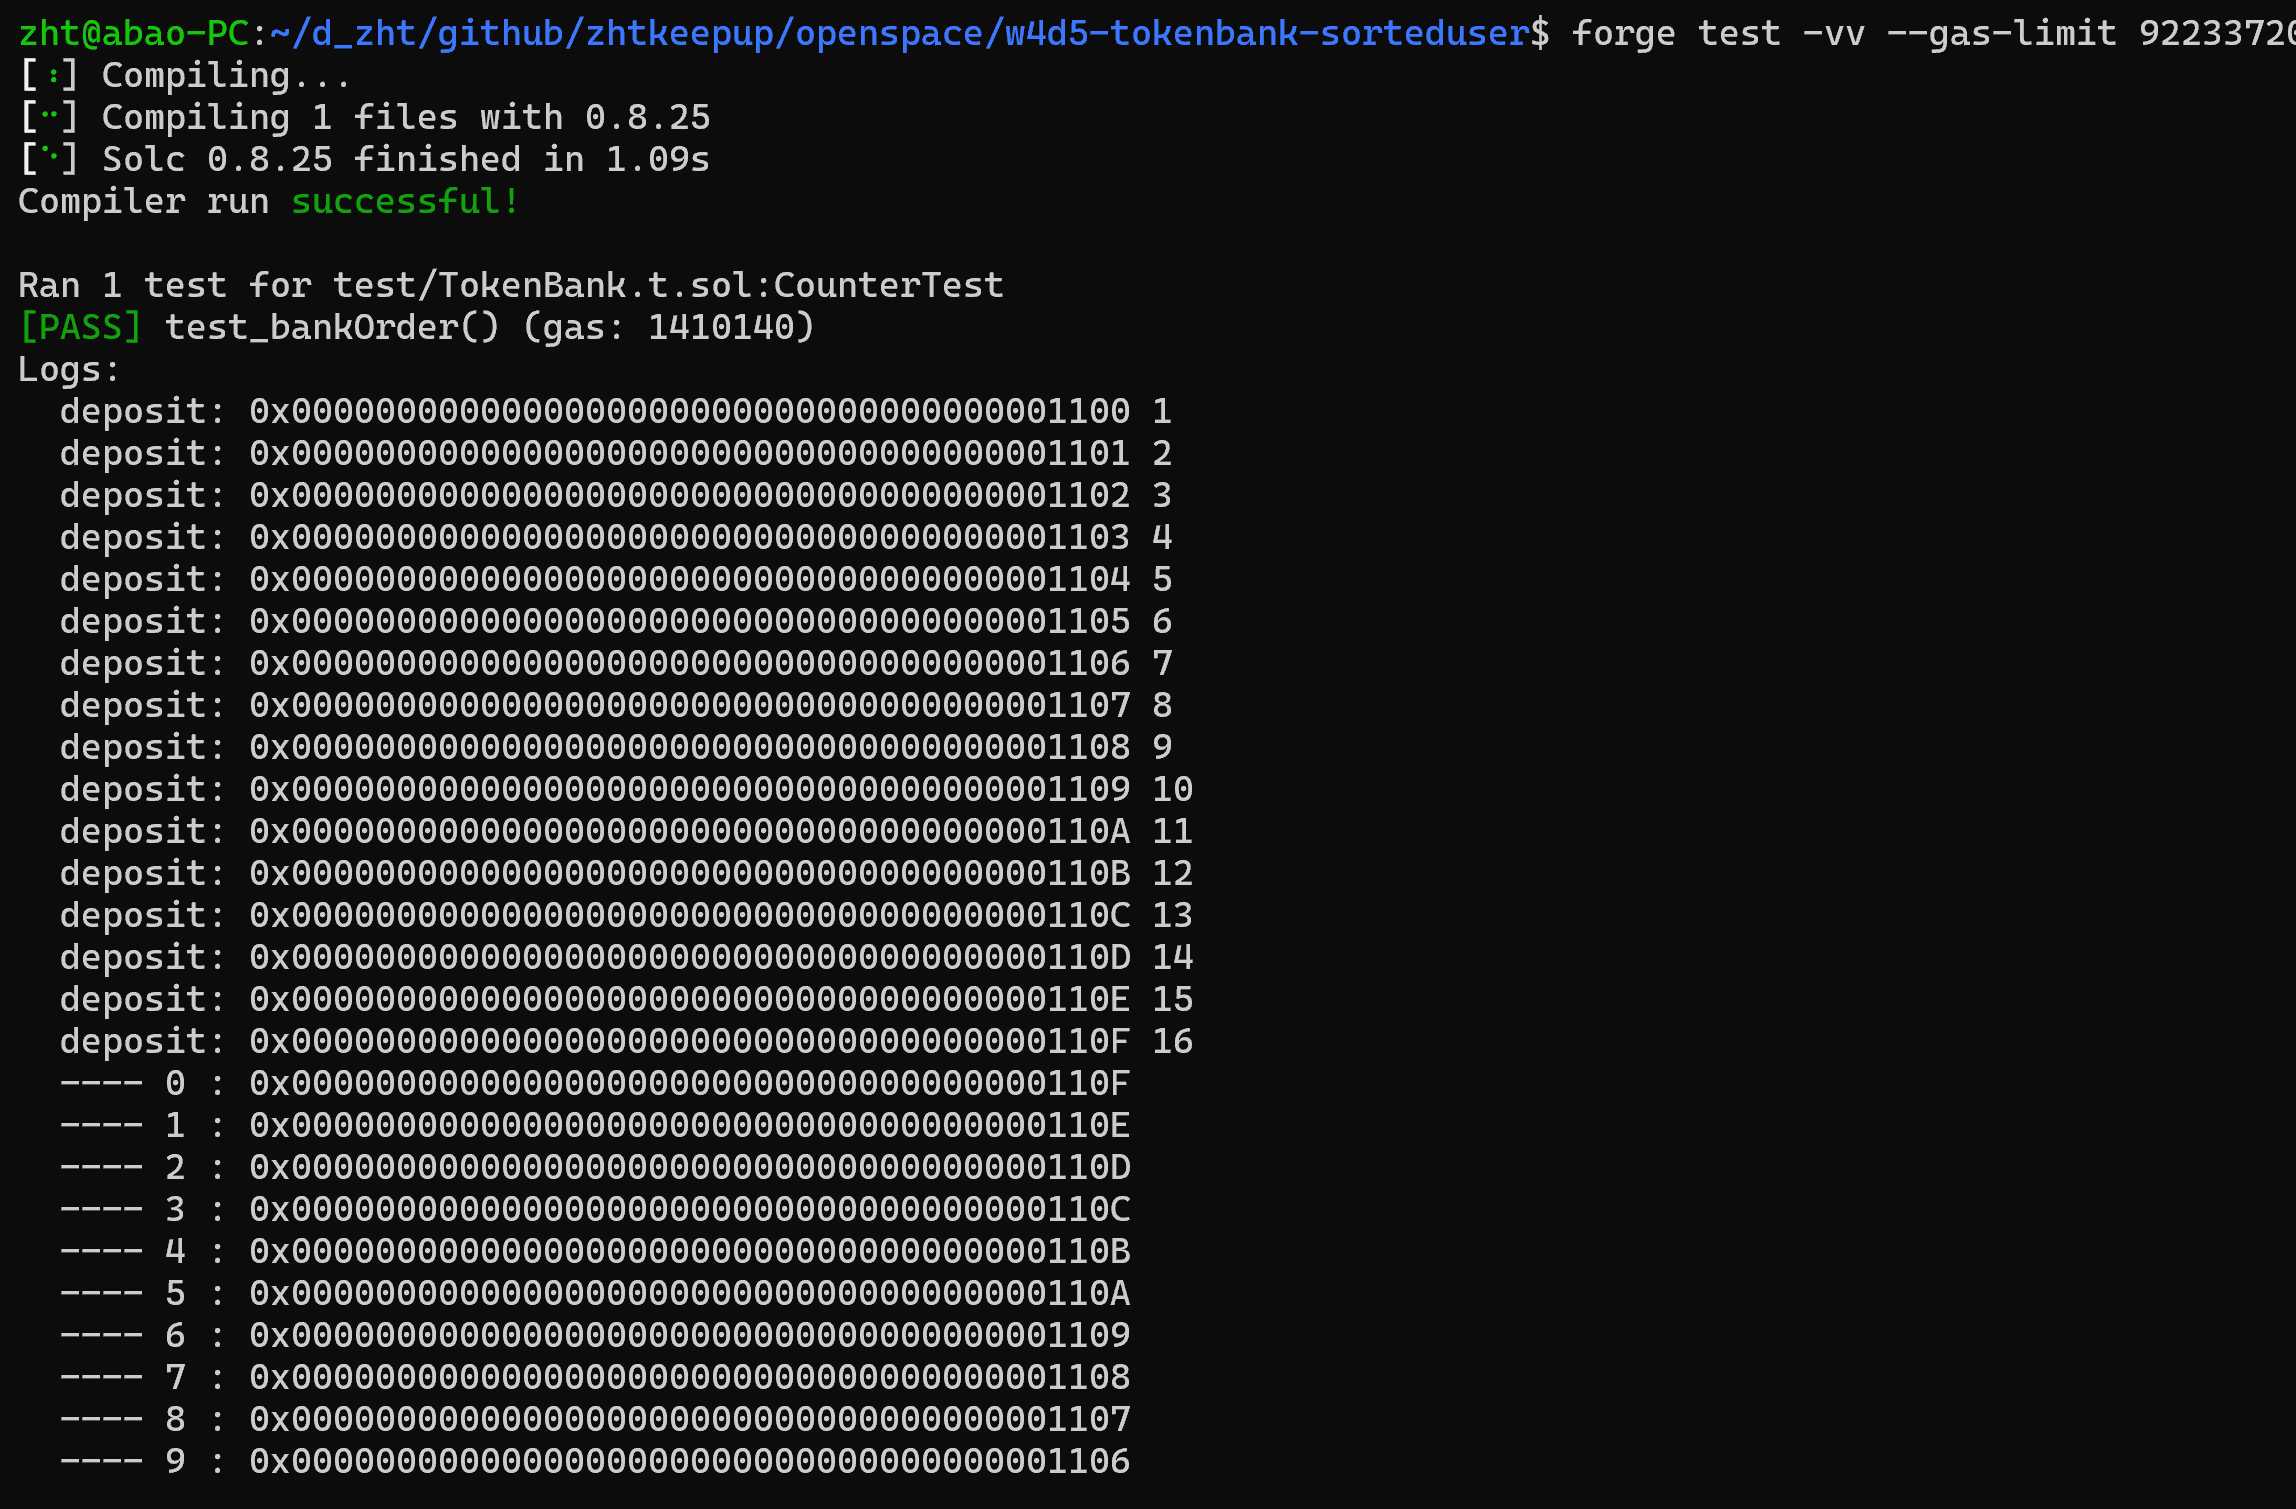 zht@abao-PC:~/d_zht/github/zhtkeepup/openspace/w4d5-tokenbank-sorteduser$ forge test -vv --gas-limit 92233720
[⠰] Compiling...
[⠒] Compiling 1 files with 0.8.25
[⠑] Solc 0.8.25 finished in 1.09s
Compiler run successful!
Ran 1 test for test/TokenBank.t.sol:CounterTest
[PASS] test_bankOrder() (gas: 1410140)
Logs:
deposit: 0x0000000000000000000000000000000000001100 1
deposit: 0x0000000000000000000000000000000000001101 2
deposit: 0x0000000000000000000000000000000000001102 3
deposit: 0x0000000000000000000000000000000000001103 4
deposit: 0x0000000000000000000000000000000000001104 5
deposit: 0x0000000000000000000000000000000000001105 6
deposit: 0x0000000000000000000000000000000000001106 7
deposit: 0x0000000000000000000000000000000000001107 8
deposit: 0x0000000000000000000000000000000000001108 9
deposit: 0x0000000000000000000000000000000000001109 10
deposit: 0x000000000000000000000000000000000000110A 11
deposit: 0x000000000000000000000000000000000000110B 12
deposit: 0x000000000000000000000000000000000000110C 13
deposit: 0x000000000000000000000000000000000000110D 14
deposit: 0x000000000000000000000000000000000000110E 15
deposit: 0x000000000000000000000000000000000000110F 16
---- 0 : 0x000000000000000000000000000000000000110F
---- 1 : 0x000000000000000000000000000000000000110E
---- 2 : 0x000000000000000000000000000000000000110D
---- 3 : 0x000000000000000000000000000000000000110C
---- 4 : 0x000000000000000000000000000000000000110B
---- 5 : 0x000000000000000000000000000000000000110A
---- 6 : 0x0000000000000000000000000000000000001109
---- 7 : 0x0000000000000000000000000000000000001108
---- 8 : 0x0000000000000000000000000000000000001107
---- 9 : 0x0000000000000000000000000000000000001106